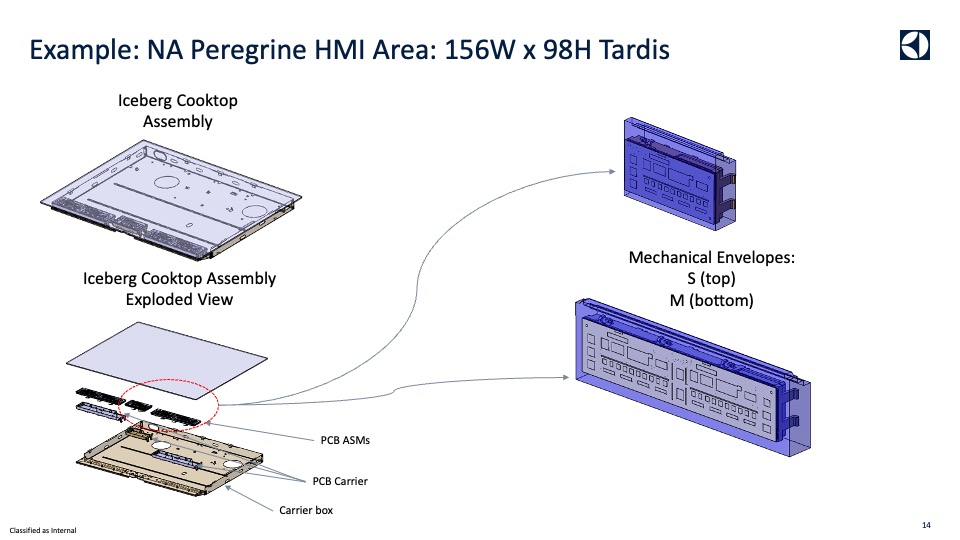 Example: NA Peregrine HMI Area: 156W x 98H Tardis
Iceberg Cooktop
Assembly
Iceberg Cooktop Assembly
Exploded View
Mechanical Envelopes:
S (top)
M (bottom)
PCB ASMs
PCB Carrier
Carrier box
Classified as Internal
14